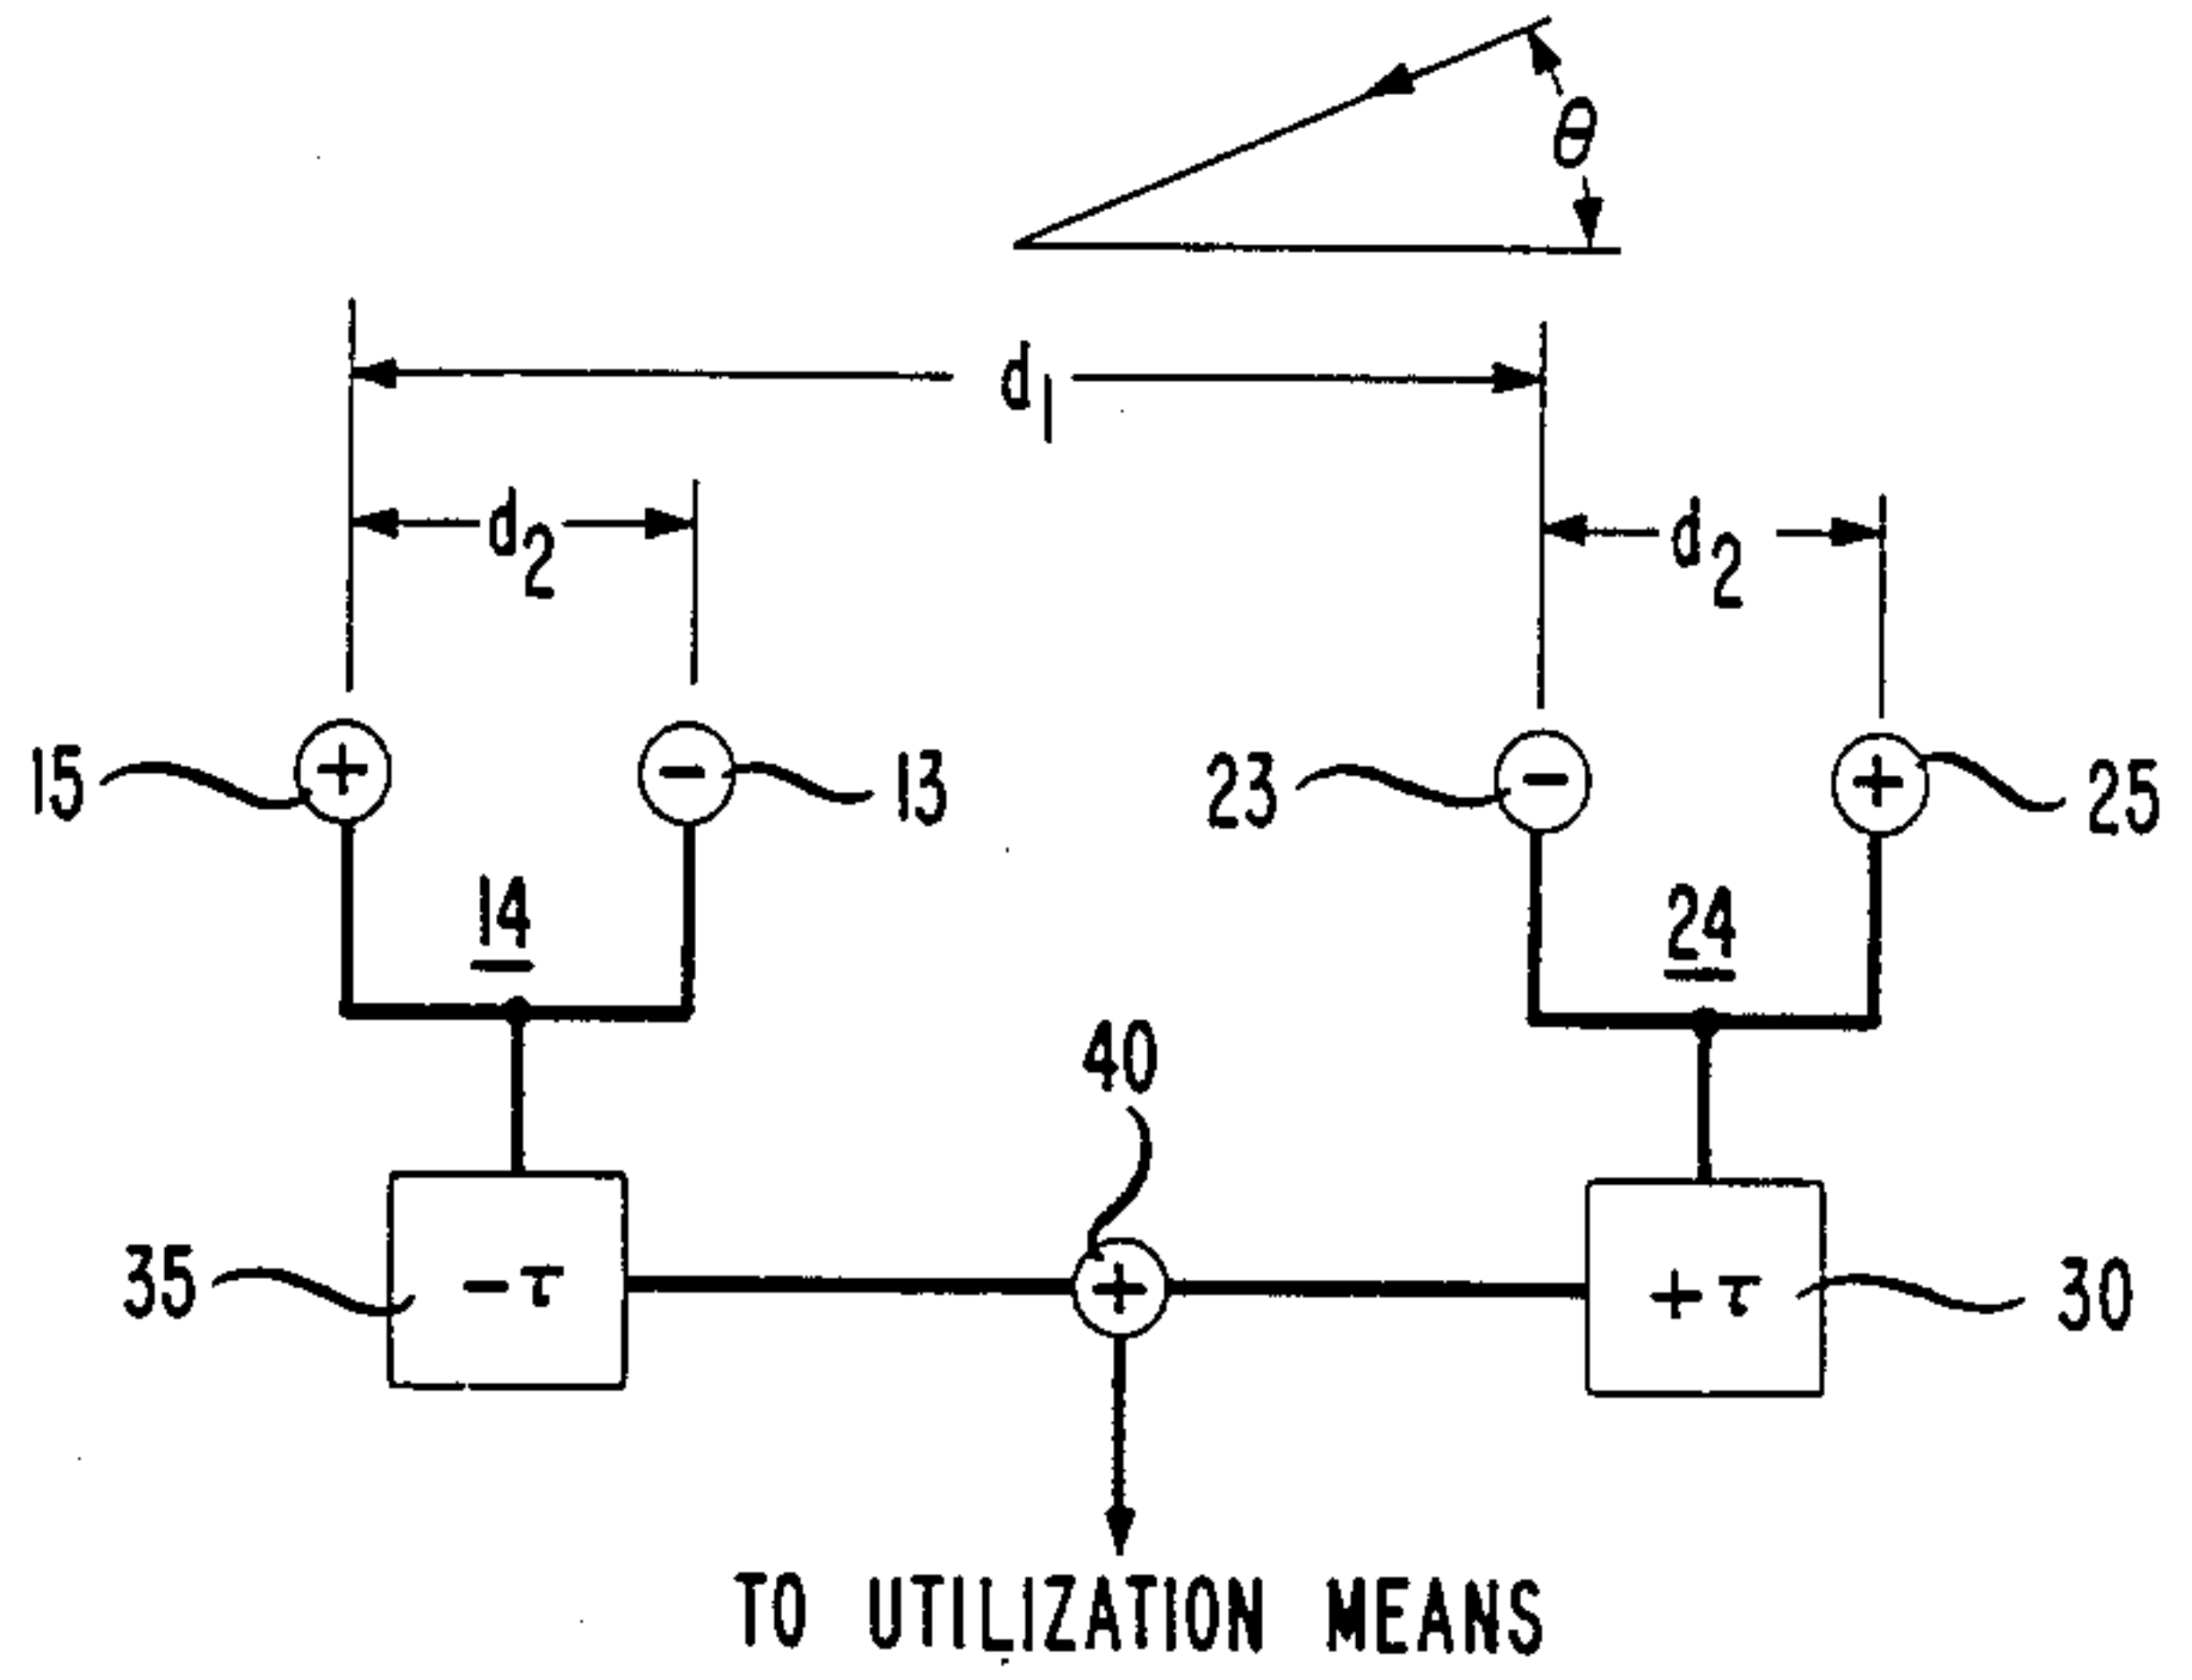 θ
d1
d2
d2
+
−
−
+
15
13
23
25
14
24
40
35
− τ
+
+ τ
30
TO UTILIZATION MEANS